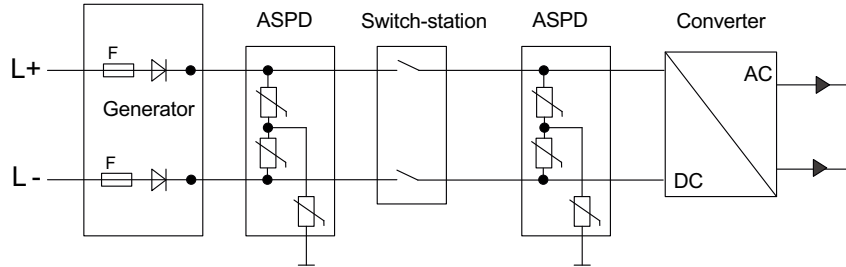 ASPD
Switch-station
ASPD
Converter
L+
F
Generator
AC
L -
F
DC